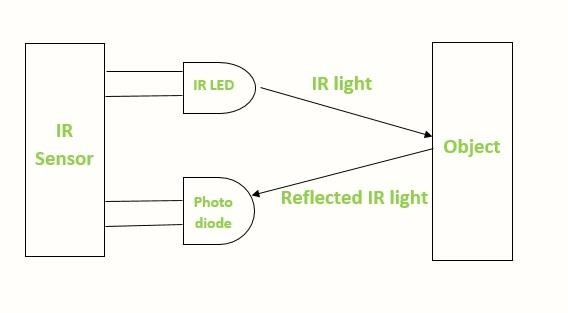 IR
Sensor
IR LED
IR light
Object
Photo
diode
Reflected IR light